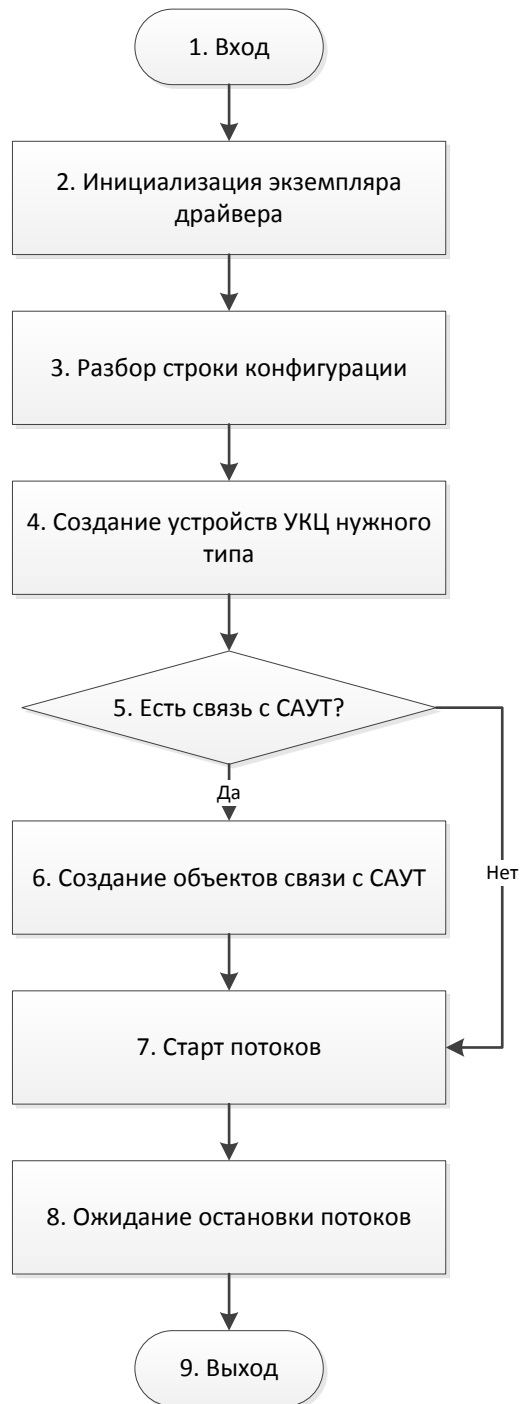 1. Вход
2. Инициализация экземпляра
драйвера
3. Разбор строки конфигурации
4. Создание устройств УКЦ нужного
типа
5. Есть связь с САУТ?
Да
6. Создание объектов связи с САУТ
Нет
7. Старт потоков
8. Ожидание остановки потоков
9. Выход